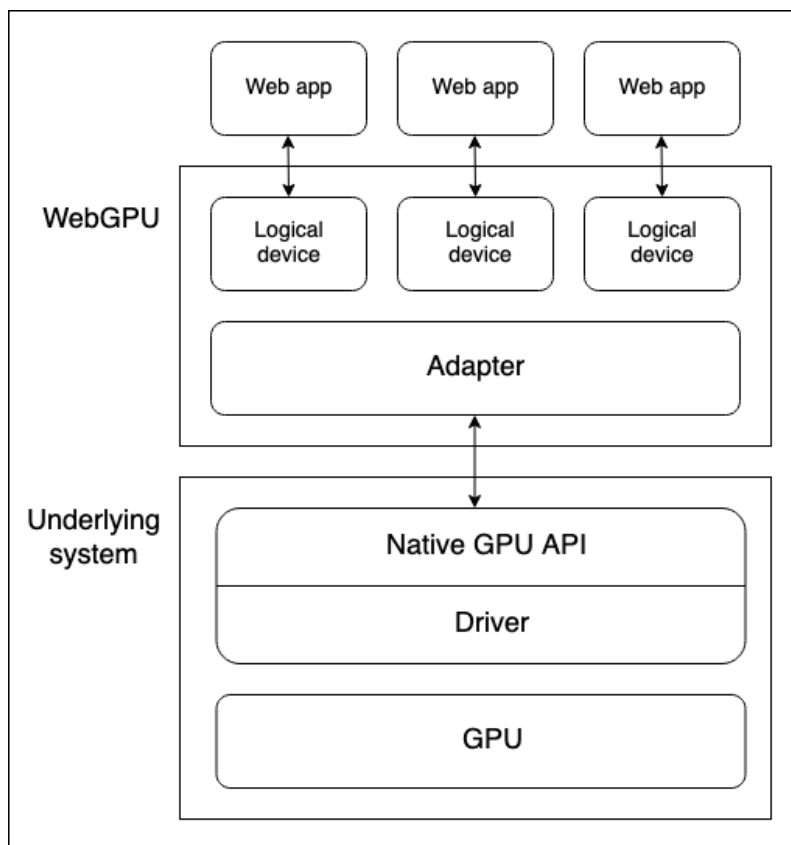 Web app
Web app
Web app
WebGPU
Logical
device
Logical
device
Logical
device
Adapter
Underlying
system
Native GPU API
Driver
GPU